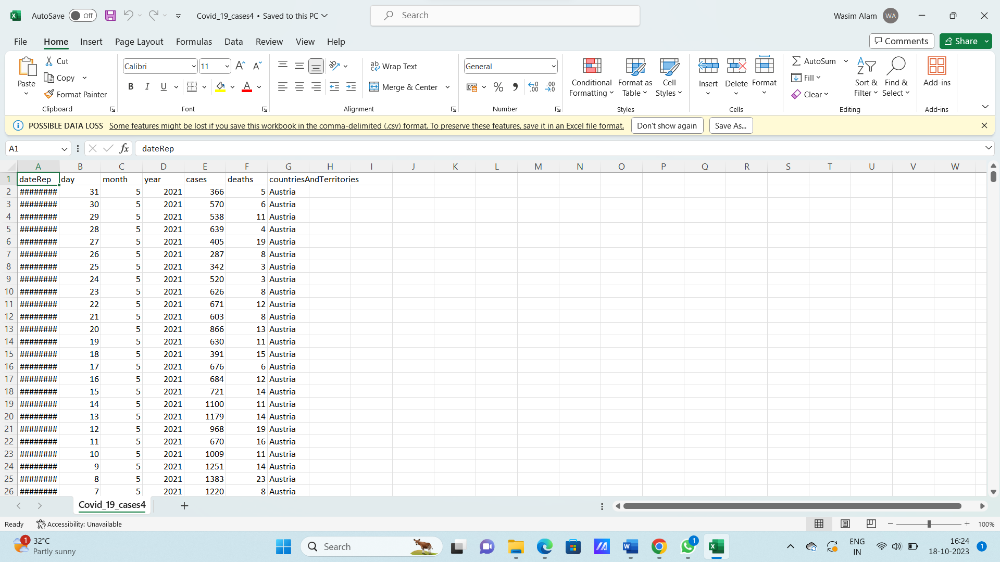 AutoSave Off Covid_19_cases4 • Saved to this PC Search Wasim Alam WA
File Home Insert Page Layout Formulas Data Review View Help Comments Share
Paste Cut Copy Format Painter Clipboard
Calibri 11 B I U A Font
Wrap Text Merge & Center Alignment
General % Number
Conditional Formatting Format as Table Cell Styles Styles
Insert Delete Format Cells
AutoSum Fill Clear Sort & Filter Find & Select Editing
Add-ins Add-ins
POSSIBLE DATA LOSS Some features might be lost if you save this workbook in the comma-delimited (.csv) format. To preserve these features, save it in an Excel file format. Don't show again Save As...
A1 fx dateRep
A B C D E F G H I J K L M N O P Q R S T U V W
1 dateRep day month year cases deaths countriesAndTerritories
2 ######## 31 5 2021 366 5 Austria
3 ######## 30 5 2021 570 6 Austria
4 ######## 29 5 2021 538 11 Austria
5 ######## 28 5 2021 639 4 Austria
6 ######## 27 5 2021 405 19 Austria
7 ######## 26 5 2021 287 8 Austria
8 ######## 25 5 2021 342 3 Austria
9 ######## 24 5 2021 520 3 Austria
10 ######## 23 5 2021 626 8 Austria
11 ######## 22 5 2021 671 12 Austria
12 ######## 21 5 2021 603 8 Austria
13 ######## 20 5 2021 866 13 Austria
14 ######## 19 5 2021 630 11 Austria
15 ######## 18 5 2021 391 15 Austria
16 ######## 17 5 2021 676 6 Austria
17 ######## 16 5 2021 684 12 Austria
18 ######## 15 5 2021 721 14 Austria
19 ######## 14 5 2021 1100 11 Austria
20 ######## 13 5 2021 1179 14 Austria
21 ######## 12 5 2021 968 19 Austria
22 ######## 11 5 2021 670 16 Austria
23 ######## 10 5 2021 1009 11 Austria
24 ######## 9 5 2021 1251 14 Austria
25 ######## 8 5 2021 1383 23 Austria
26 ######## 7 5 2021 1220 8 Austria
Covid_19_cases4
Ready Accessibility: Unavailable 100%
1 32°C Search 1 ENG 16:24 1
Partly sunny IN 18-10-2023